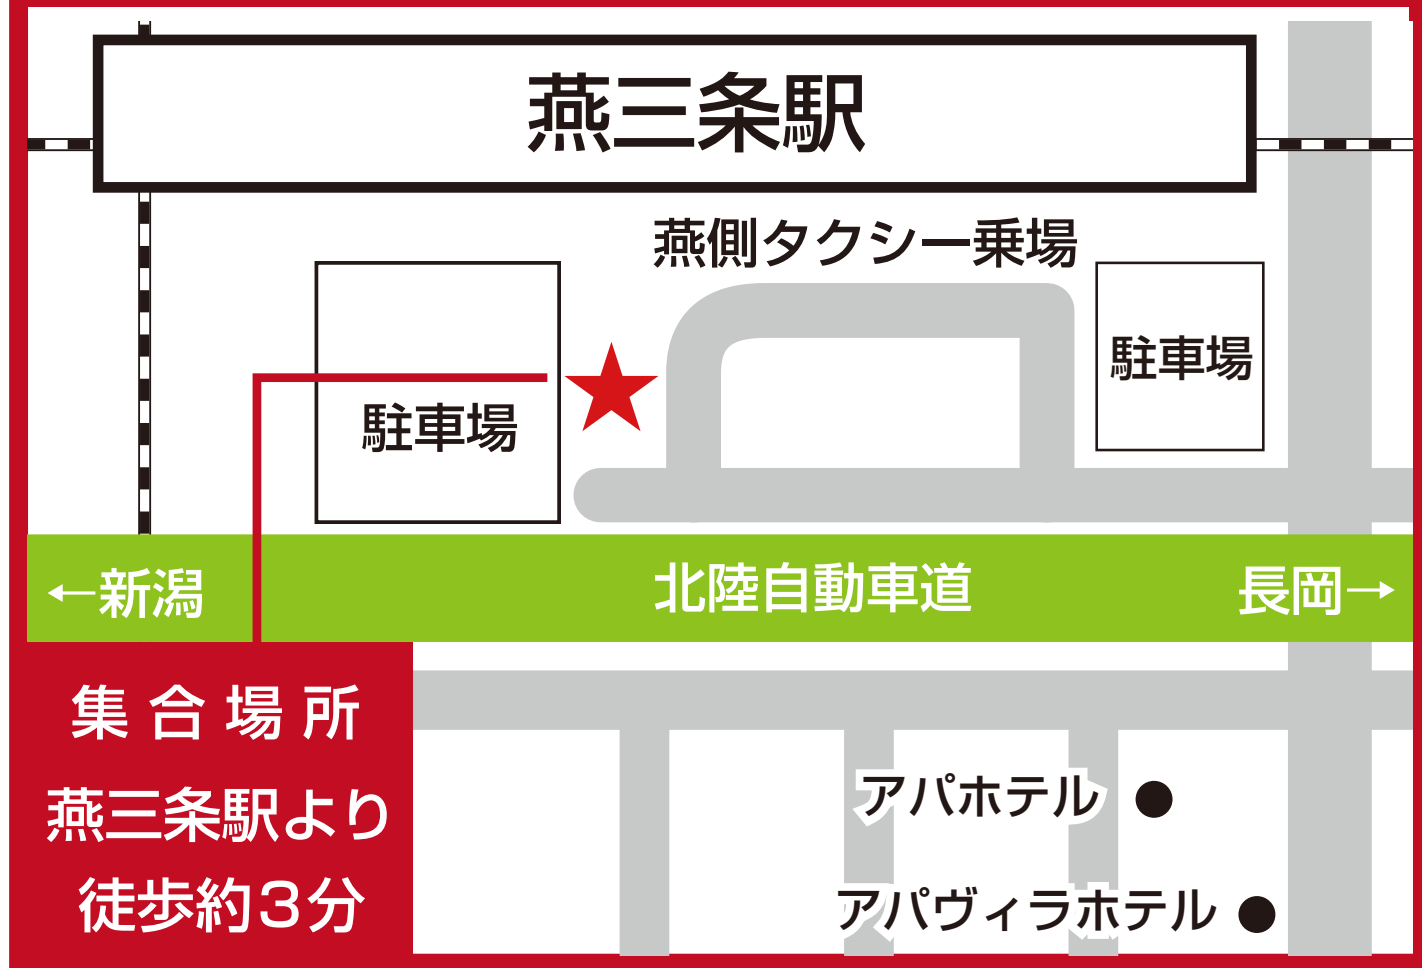 燕三条駅
燕側タクシー乗場
駐車場
駐車場
←新潟
北陸自動車道
長岡→
集合場所
燕三条駅より
徒歩約3分
アパホテル
アパヴィラホテル